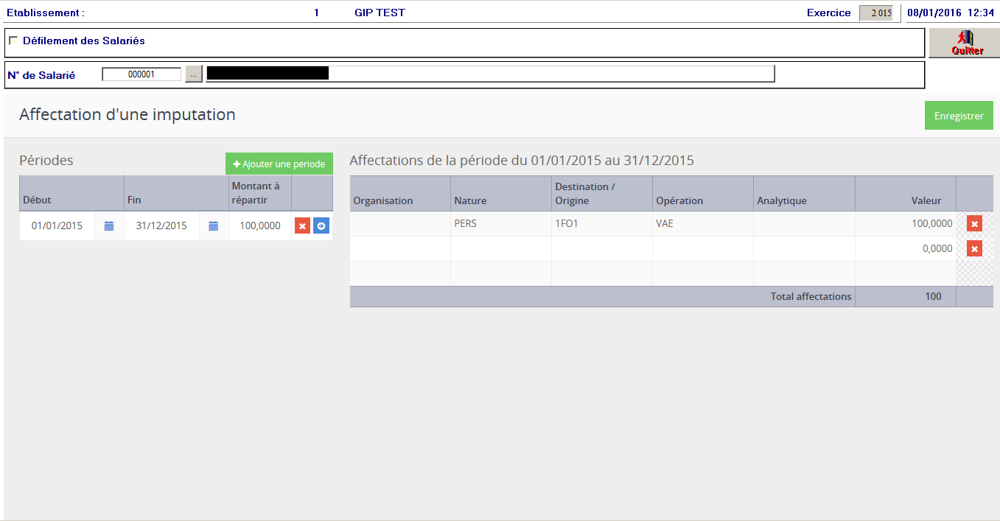 Etablissement : 1 GIP TEST Exercice 2 015 08/01/2016 12:34
Défilement des Salariés
Quitter
N° de Salarié 000001 ...
Affectation d'une imputation
Enregistrer
Périodes
Ajouter une période
Affectations de la période du 01/01/2015 au 31/12/2015
Début Fin Montant à répartir
01/01/2015 31/12/2015 100,0000
Organisation Nature Destination / Origine Opération Analytique Valeur
PERS 1FO1 VAE 100,0000
0,0000
Total affectations 100